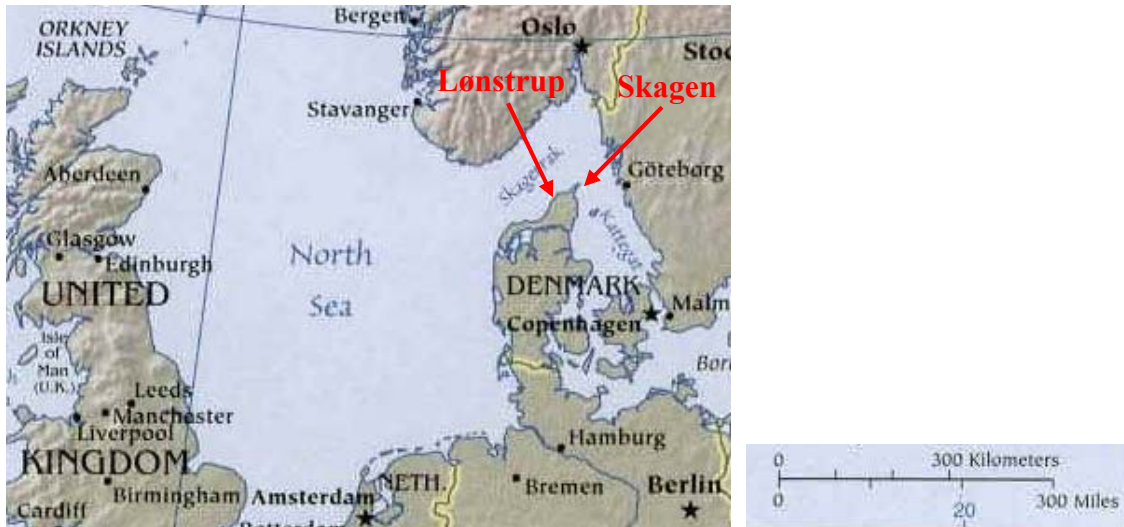 ORKNEY
ISLANDS
Bergen
Oslo
Stoc
Lønstrup
Skagen
Stavanger
Skagerrak
Aberdeen
Göteborg
Kattegat
Glasgow
Edinburgh
North
Sea
UNITED
DENMARK
Malm
Copenhagen
Isle
of
Man
(U.K.)
Born
Leeds
Manchester
Liverpool
Hamburg
KINGDOM
NETH.
Bremen
Berlin
Birmingham
Amsterdam
Cardiff
0 300 Kilometers
0 300 Miles
20